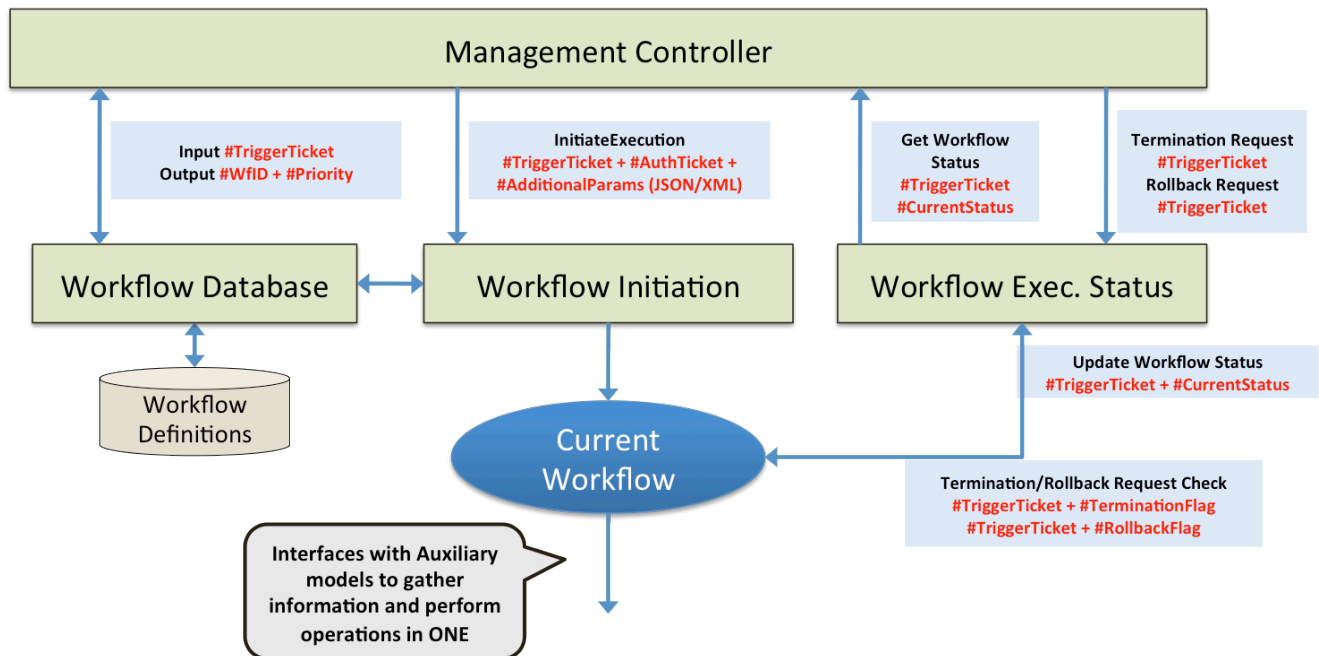 Management Controller
Input #TriggerTicket
Output #WfID + #Priority
InitiateExecution
#TriggerTicket + #AuthTicket +
#AdditionalParams (JSON/XML)
Get Workflow
Status
#TriggerTicket
#CurrentStatus
Termination Request
#TriggerTicket
Rollback Request
#TriggerTicket
Workflow Database
Workflow Initiation
Workflow Exec. Status
Update Workflow Status
#TriggerTicket + #CurrentStatus
Workflow
Definitions
Current
Workflow
Termination/Rollback Request Check
#TriggerTicket + #TerminationFlag
#TriggerTicket + #RollbackFlag
Interfaces with Auxiliary
models to gather
information and perform
operations in ONE